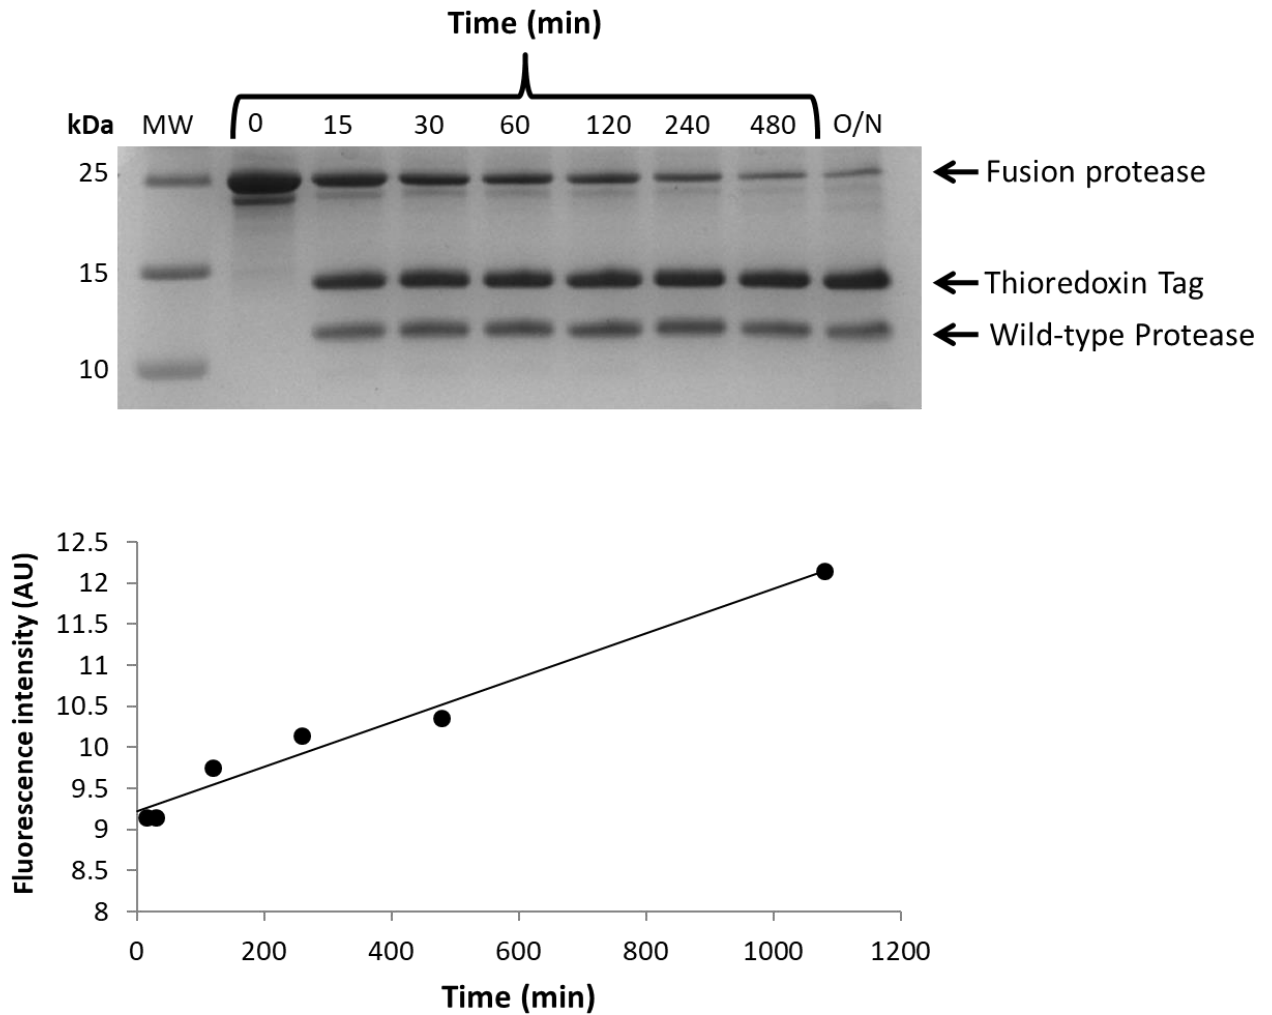 Time (min)
kDa MW 0 15 30 60 120 240 480 O/N
25 Fusion protease
15 Thioredoxin Tag
Wild-type Protease
10
12.5
12
11.5
11
10.5
10
9.5
9
8.5
8
Fluorescence intensity (AU)
0 200 400 600 800 1000 1200
Time (min)